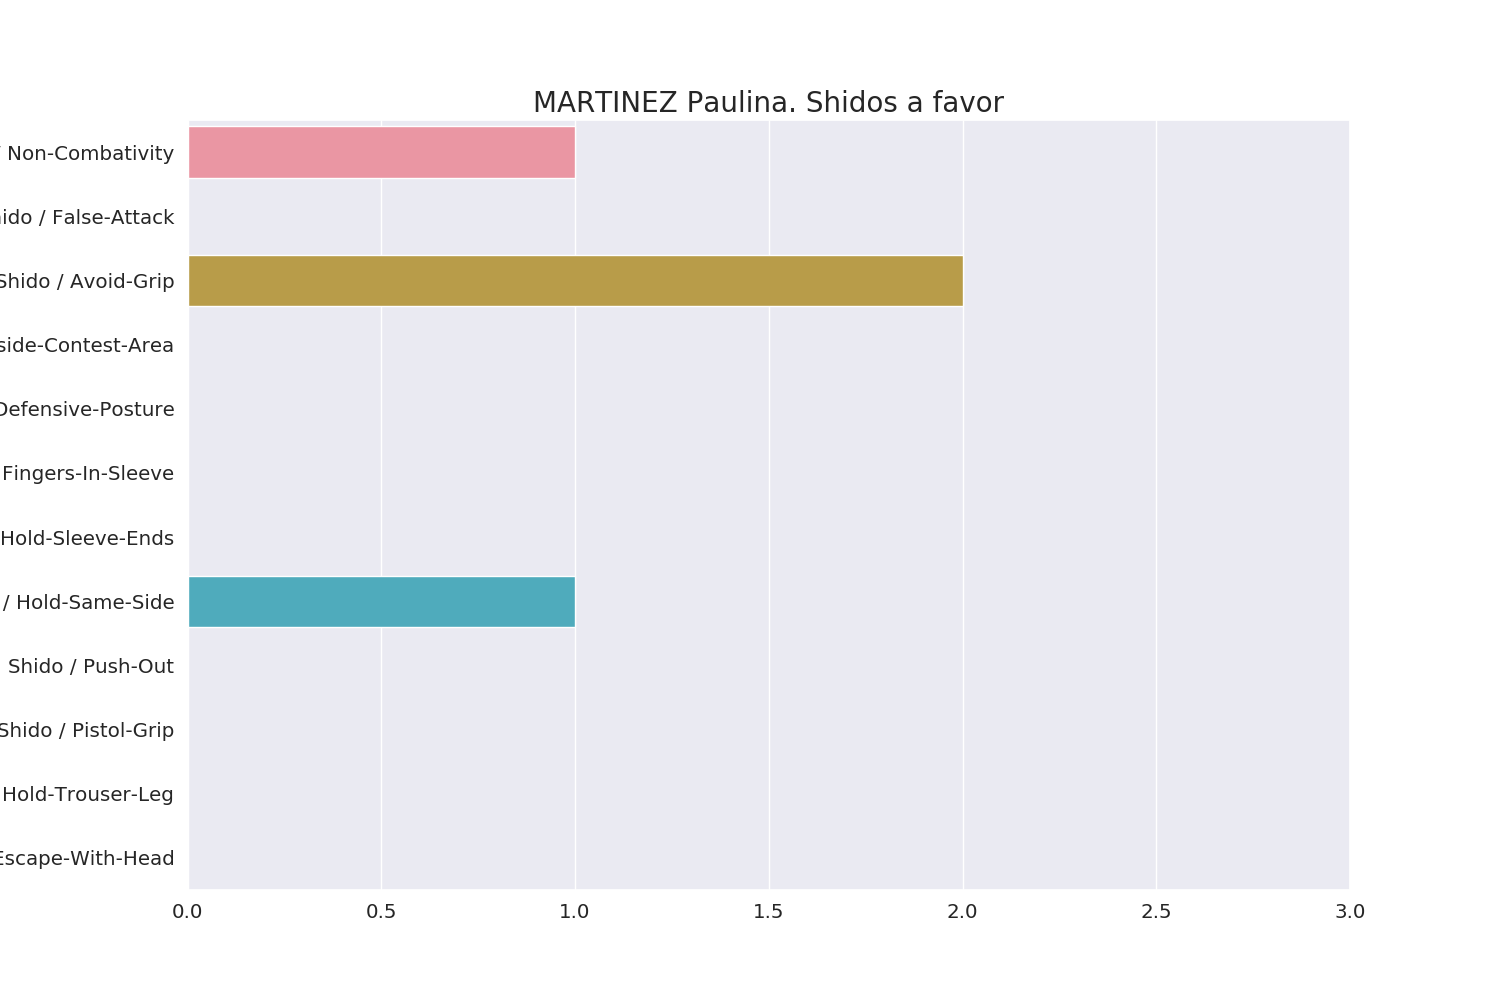 MARTINEZ Paulina. Shidos a favor
/ Non-Combativity
/ False-Attack
Shido / Avoid-Grip
Contest-Area
Defensive-Posture
Fingers-In-Sleeve
Hold-Sleeve-Ends
/ Hold-Same-Side
Shido / Push-Out
Shido / Pistol-Grip
Hold-Trouser-Leg
Escape-With-Head
0.0 0.5 1.0 1.5 2.0 2.5 3.0